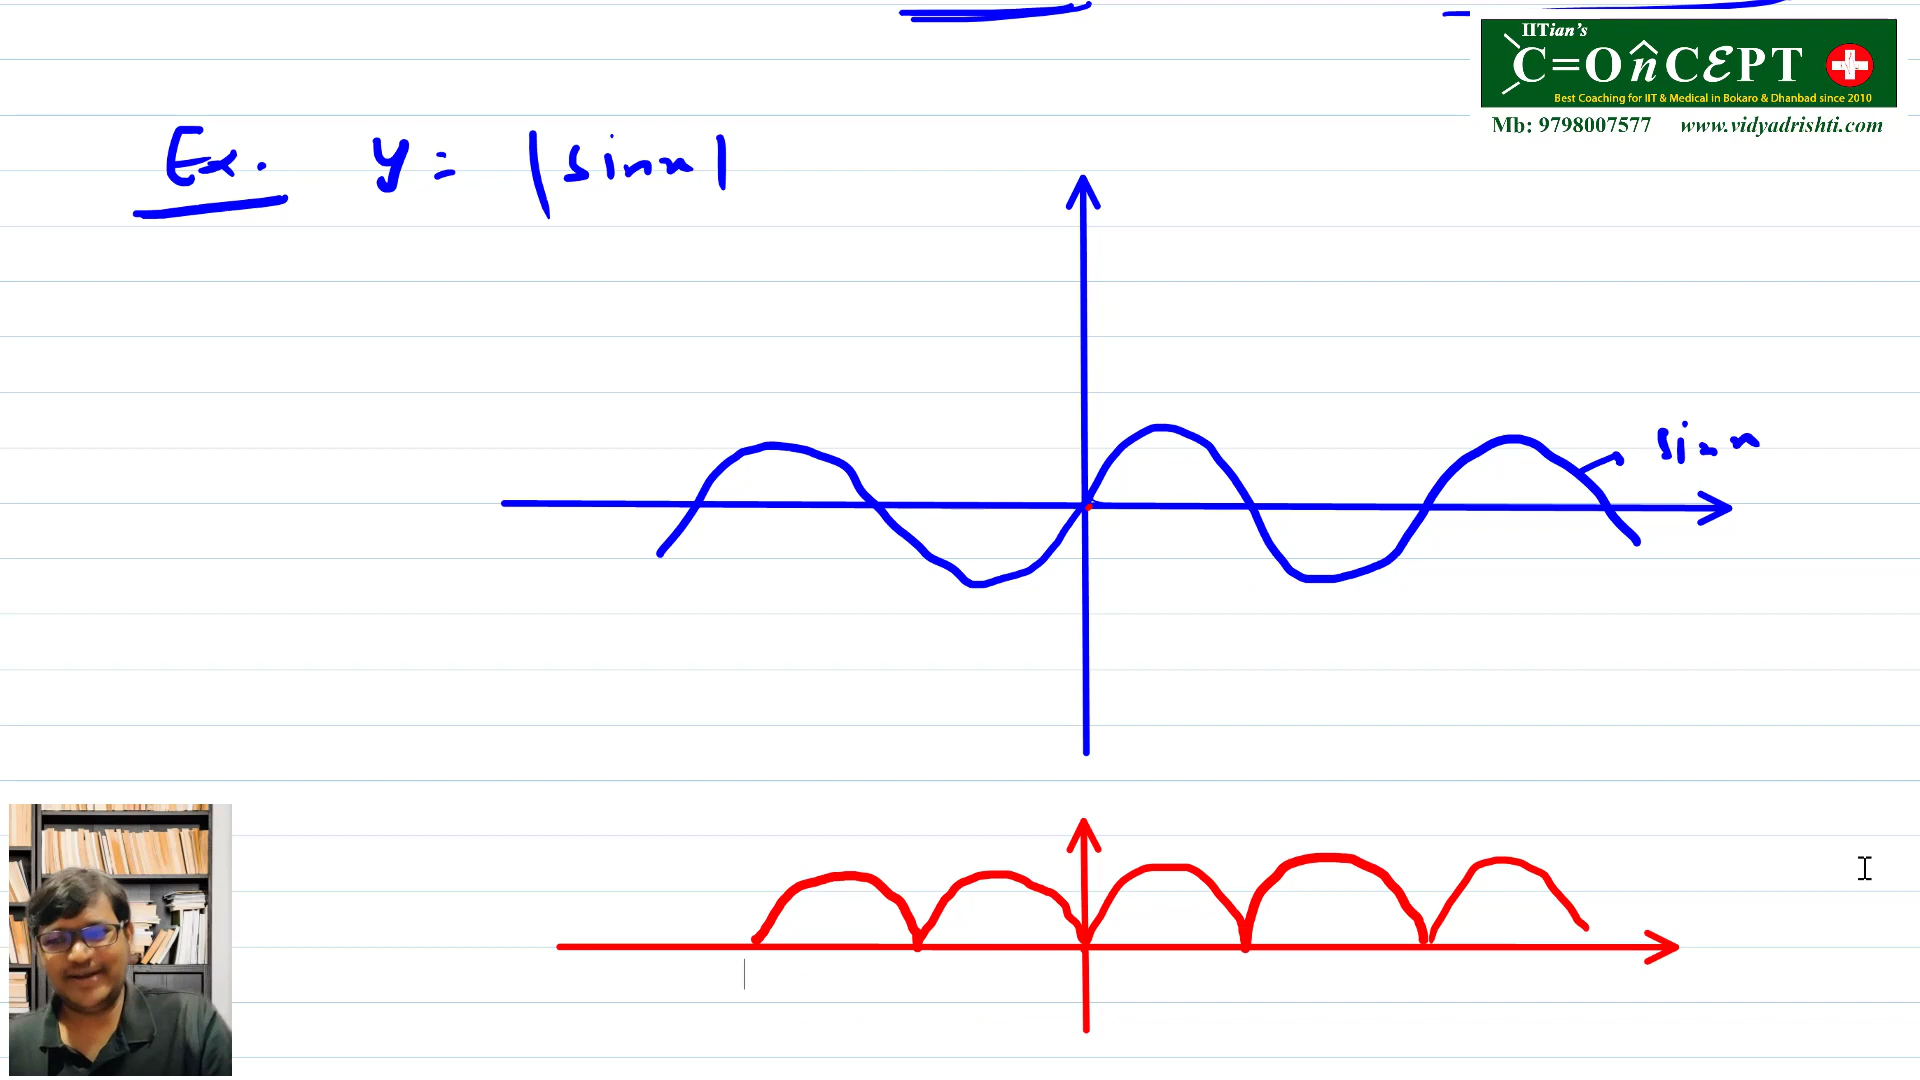 IITian's
C=OnCEPT
Best Coaching for IIT & Medical in Bokaro & Dhanbad since 2010
Mb: 9798007577 www.vidyadrishti.com
Ex. y = |sinx|
sinx